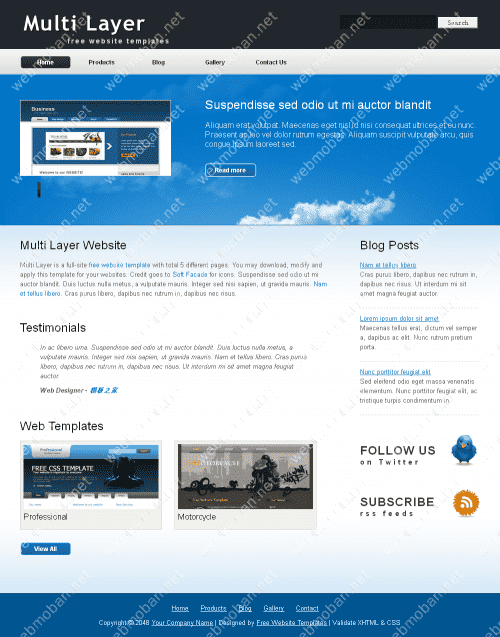 Multi Layer
free website templates
Search
Home
Products
Blog
Gallery
Contact Us
Business
Suspendisse sed odio ut mi auctor blandit
Aliquam erat volutpat. Maecenas eget nisl id nisi consequat ultrices et eu nunc.
Praesent ac leo vel dolor rutrum egestas. Aliquam suscipit vulputate arcu, quis
congue ipsum laoreet sed.
Read more
Multi Layer Website
Multi Layer is a full-site free website template with total 5 different pages. You may download, modify and
apply this template for your websites. Credit goes to Soft Facade for icons. Suspendisse sed odio ut mi
auctor blandit. Duis luctus nulla metus, a vulputate mauris. Integer sed nisi sapien, ut gravida mauris. Nam
et tellus libero. Cras purus libero, dapibus nec rutrum in, dapibus nec risus.
Testimonials
In ac libero urna. Suspendisse sed odio ut mi auctor blandit. Duis luctus nulla metus, a
vulputate mauris. Integer sed nisi sapien, ut gravida mauris. Nam et tellus libero. Cras purus
libero, dapibus nec rutrum in, dapibus nec risus. Ut interdum mi sit amet magna feugiat
auctor.
Web Designer - 模板之家
Web Templates
Professional
FREE CSS TEMPLATE
Professional
MOTORCYCLE
Motorcycle
View All
Blog Posts
Nam et tellus libero
Cras purus libero, dapibus nec rutrum in,
dapibus nec risus. Ut interdum mi sit
amet magna feugiat auctor.
Lorem ipsum dolor sit amet
Maecenas tellus erat, dictum vel semper
a, dapibus ac elit. Nunc rutrum pretium
porta.
Nunc porttitor feugiat elit
Sed eleifend odio eget massa venenatis
elementum. Nunc porttitor feugiat elit, ac
tristique turpis condimentum in.
FOLLOW US
on Twitter
SUBSCRIBE
rss feeds
Home
Products
Blog
Gallery
Contact
Copyright © 2048 Your Company Name | Designed by Free Website Templates | Validate XHTML & CSS
webmoban.net